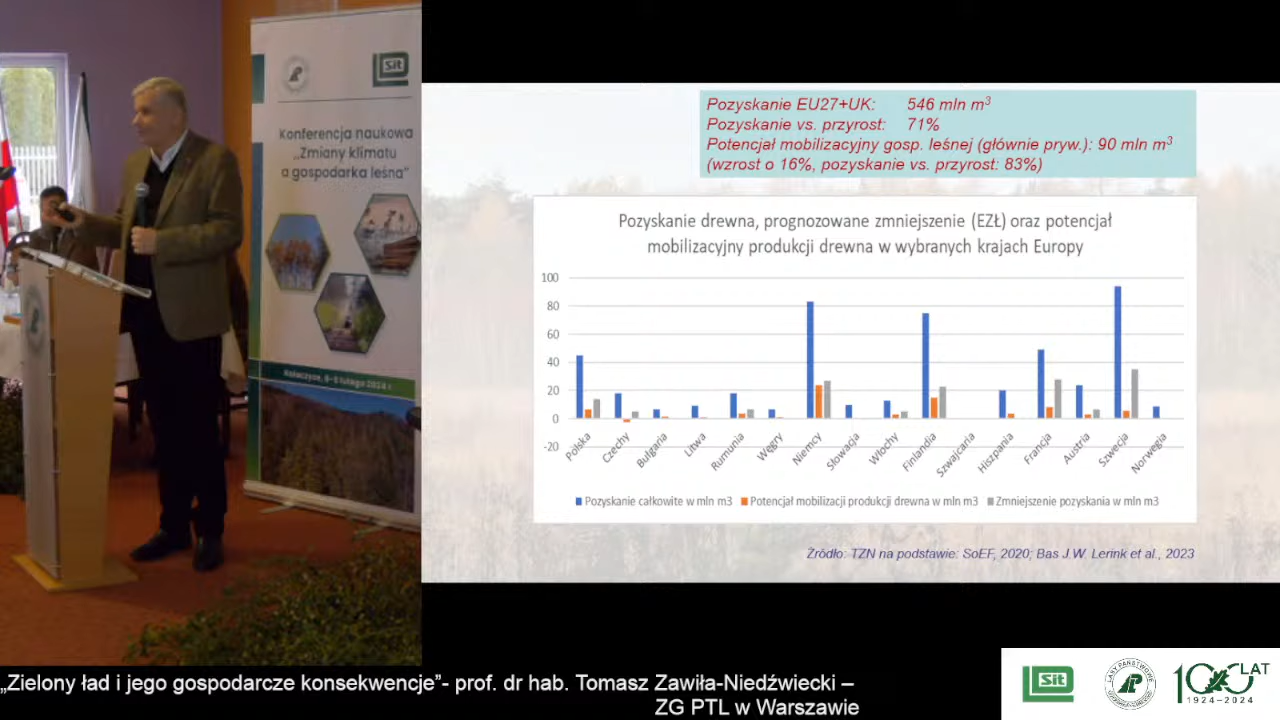 Sit
Konferencja naukowa
„Zmiany klimatu
a gospodarka leśna”
Pozyskanie EU27+UK: 546 mln m³
Pozyskanie vs. przyrost: 71%
Potencjał mobilizacyjny gosp. leśnej (głównie pryw.): 90 mln m³
(wzrost o 16%, pozyskanie vs. przyrost: 83%)
Pozyskanie drewna, prognozowane zmniejszenie (EZŁ) oraz potencjał
mobilizacyjny produkcji drewna w wybranych krajach Europy
100
80
60
40
20
0
-20
Polska
Czechy
Bułgaria
Litwa
Rumunia
Węgry
Niemcy
Słowacja
Włochy
Finlandia
Szwajcaria
Hiszpania
Francja
Austria
Szwecja
Norwegia
Pozyskanie całkowite w mln m3 Potencjał mobilizacji produkcji drewna w mln m3 Zmniejszenie pozyskania w mln m3
Źródło: TZN na podstawie: SoEF, 2020; Bas J.W. Lerink et al., 2023
„Zielony ład i jego gospodarcze konsekwencje”- prof. dr hab. Tomasz Zawiła-Niedźwiecki –
ZG PTL w Warszawie
Sit
LASY PAŃSTWOWE
100 LAT
1924-2024